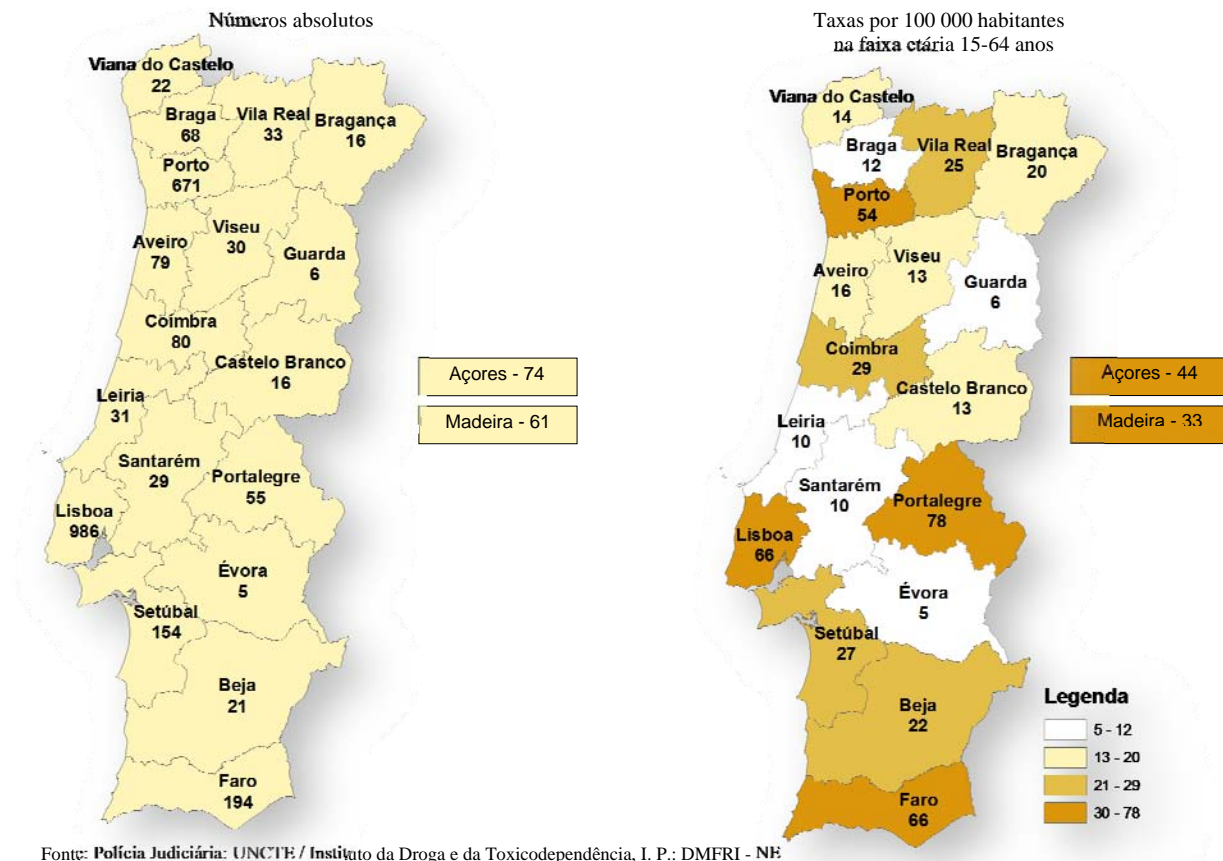 Números absolutos
Viana do Castelo
22
Braga
68
Vila Real
33
Bragança
16
Porto
671
Aveiro
79
Viseu
30
Guarda
6
Coimbra
80
Castelo Branco
16
Leiria
31
Santarém
29
Portalegre
55
Lisboa
986
Évora
5
Setúbal
154
Beja
21
Faro
194
Açores - 74
Madeira - 61
Taxas por 100 000 habitantes
na faixa etária 15-64 anos
Viana do Castelo
14
Braga
12
Vila Real
25
Bragança
20
Porto
54
Aveiro
16
Viseu
13
Guarda
6
Coimbra
29
Castelo Branco
13
Leiria
10
Santarém
10
Portalegre
78
Lisboa
66
Évora
5
Setúbal
27
Beja
22
Faro
66
Açores - 44
Madeira - 33
Legenda
5 - 12
13 - 20
21 - 29
30 - 78
Fonte: Polícia Judiciária: UNCTE / Instituto da Droga e da Toxicodependência, I. P.: DMFRI - NE